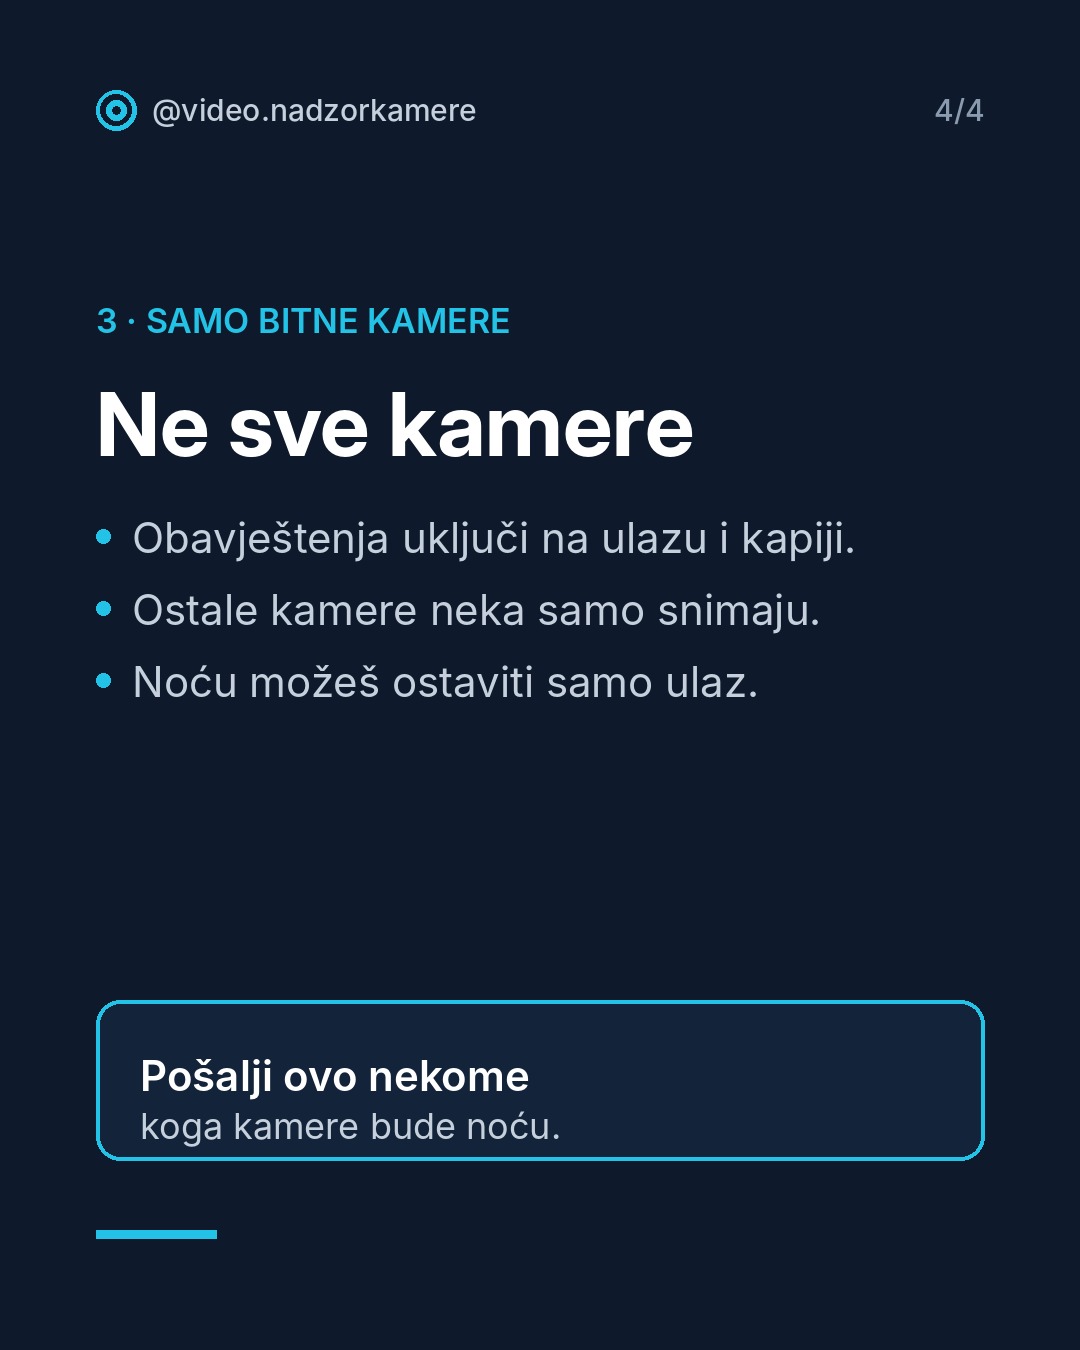 @video.nadzorkamere
4/4
3 · SAMO BITNE KAMERE
Ne sve kamere
• Obavještenja uključi na ulazu i kapiji.
• Ostale kamere neka samo snimaju.
• Noću možeš ostaviti samo ulaz.
Pošalji ovo nekome
koga kamere bude noću.